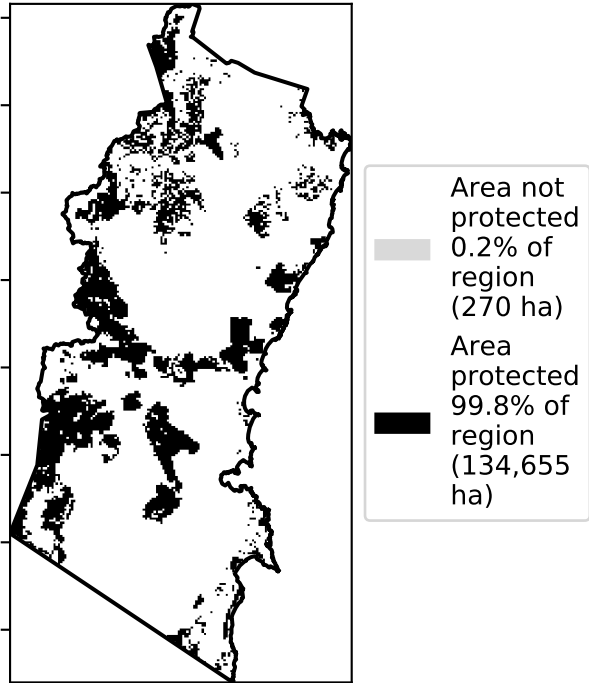 Area not
protected
0.2% of
region
(270 ha)
Area
protected
99.8% of
region
(134,655
ha)